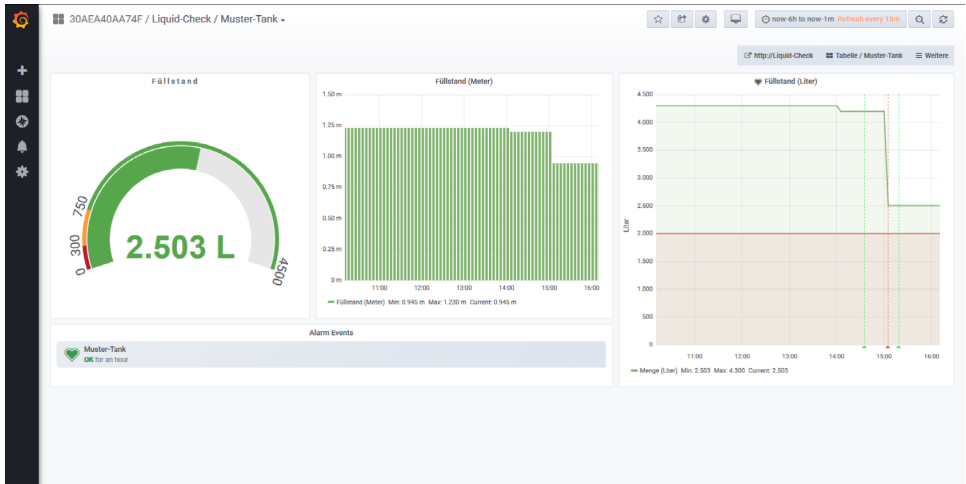 30AEA40AA74F / Liquid-Check / Muster-Tank
now-6h to now-1m Refresh every 15m
http://Liquid-Check Tabelle / Muster-Tank Weitere
Füllstand
0
300
750
4500
2.503 L
Füllstand (Meter)
1.50 m
1.25 m
1.00 m
0.75 m
0.50 m
0.25 m
0 m
11:00 12:00 13:00 14:00 15:00 16:00
Füllstand (Meter) Min: 0.945 m Max: 1.230 m Current: 0.945 m
Füllstand (Liter)
Liter
4.500
4.000
3.500
3.000
2.500
2.000
1.500
1.000
500
0
11:00 12:00 13:00 14:00 15:00 16:00
Menge (Liter) Min: 2.503 Max: 4.300 Current: 2.503
Alarm Events
Muster-Tank
OK for an hour